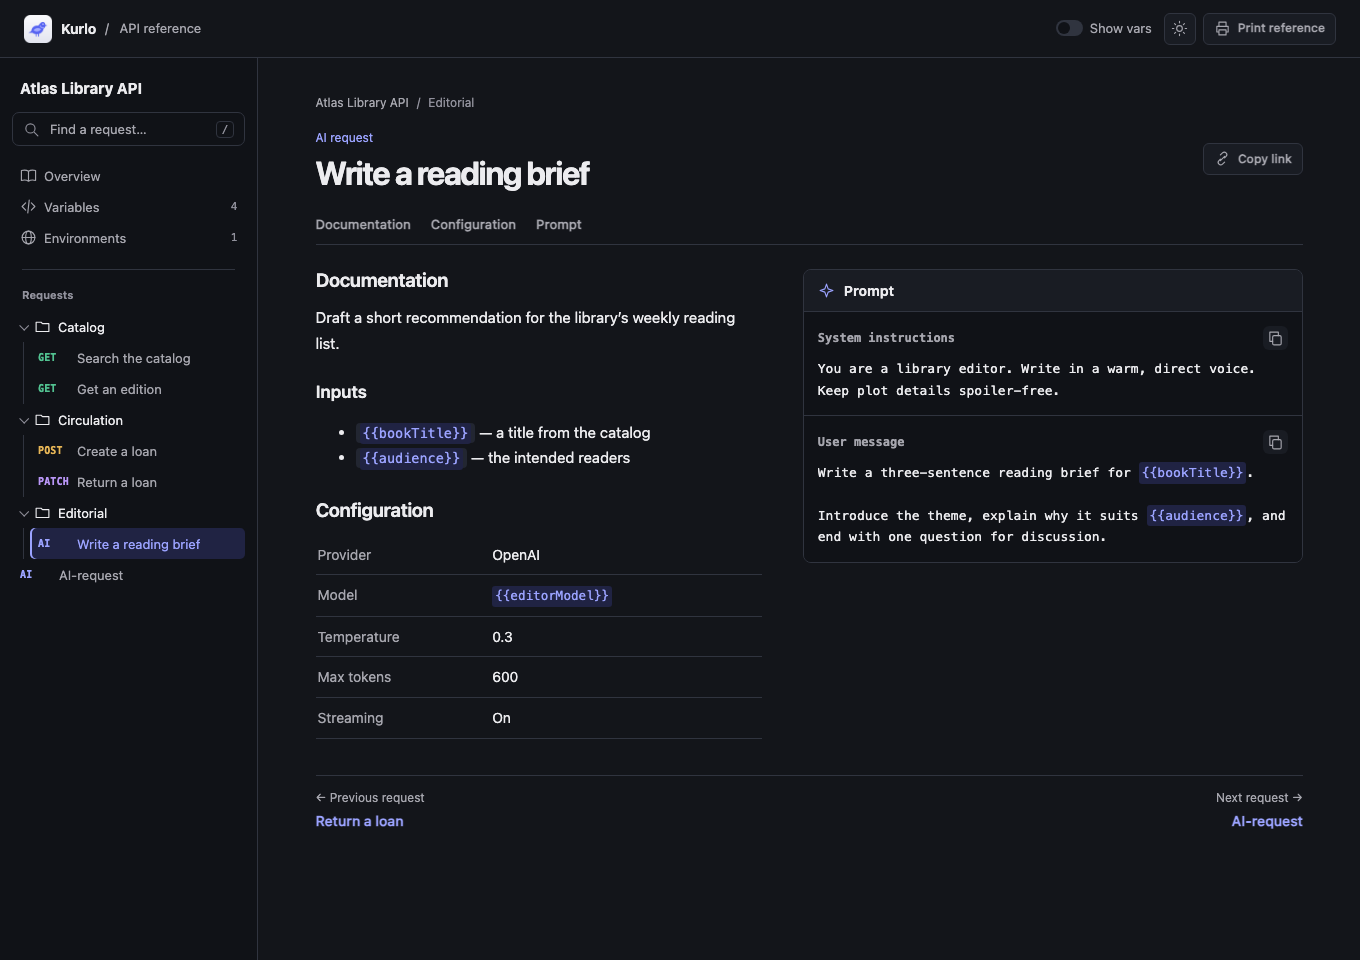 Kurlo / API reference
Show vars
Print reference
Atlas Library API
Find a request... /
Overview
Variables 4
Environments 1
Requests
Catalog
GET Search the catalog
GET Get an edition
Circulation
POST Create a loan
PATCH Return a loan
Editorial
AI Write a reading brief
AI AI-request
Atlas Library API / Editorial
AI request
Write a reading brief
Copy link
Documentation Configuration Prompt
Documentation
Draft a short recommendation for the library’s weekly reading
list.
Inputs
• {{bookTitle}} — a title from the catalog
• {{audience}} — the intended readers
Configuration
Provider OpenAI
Model {{editorModel}}
Temperature 0.3
Max tokens 600
Streaming On
Prompt
System instructions
You are a library editor. Write in a warm, direct voice.
Keep plot details spoiler-free.
User message
Write a three-sentence reading brief for {{bookTitle}}.
Introduce the theme, explain why it suits {{audience}}, and
end with one question for discussion.
← Previous request
Return a loan
Next request →
AI-request